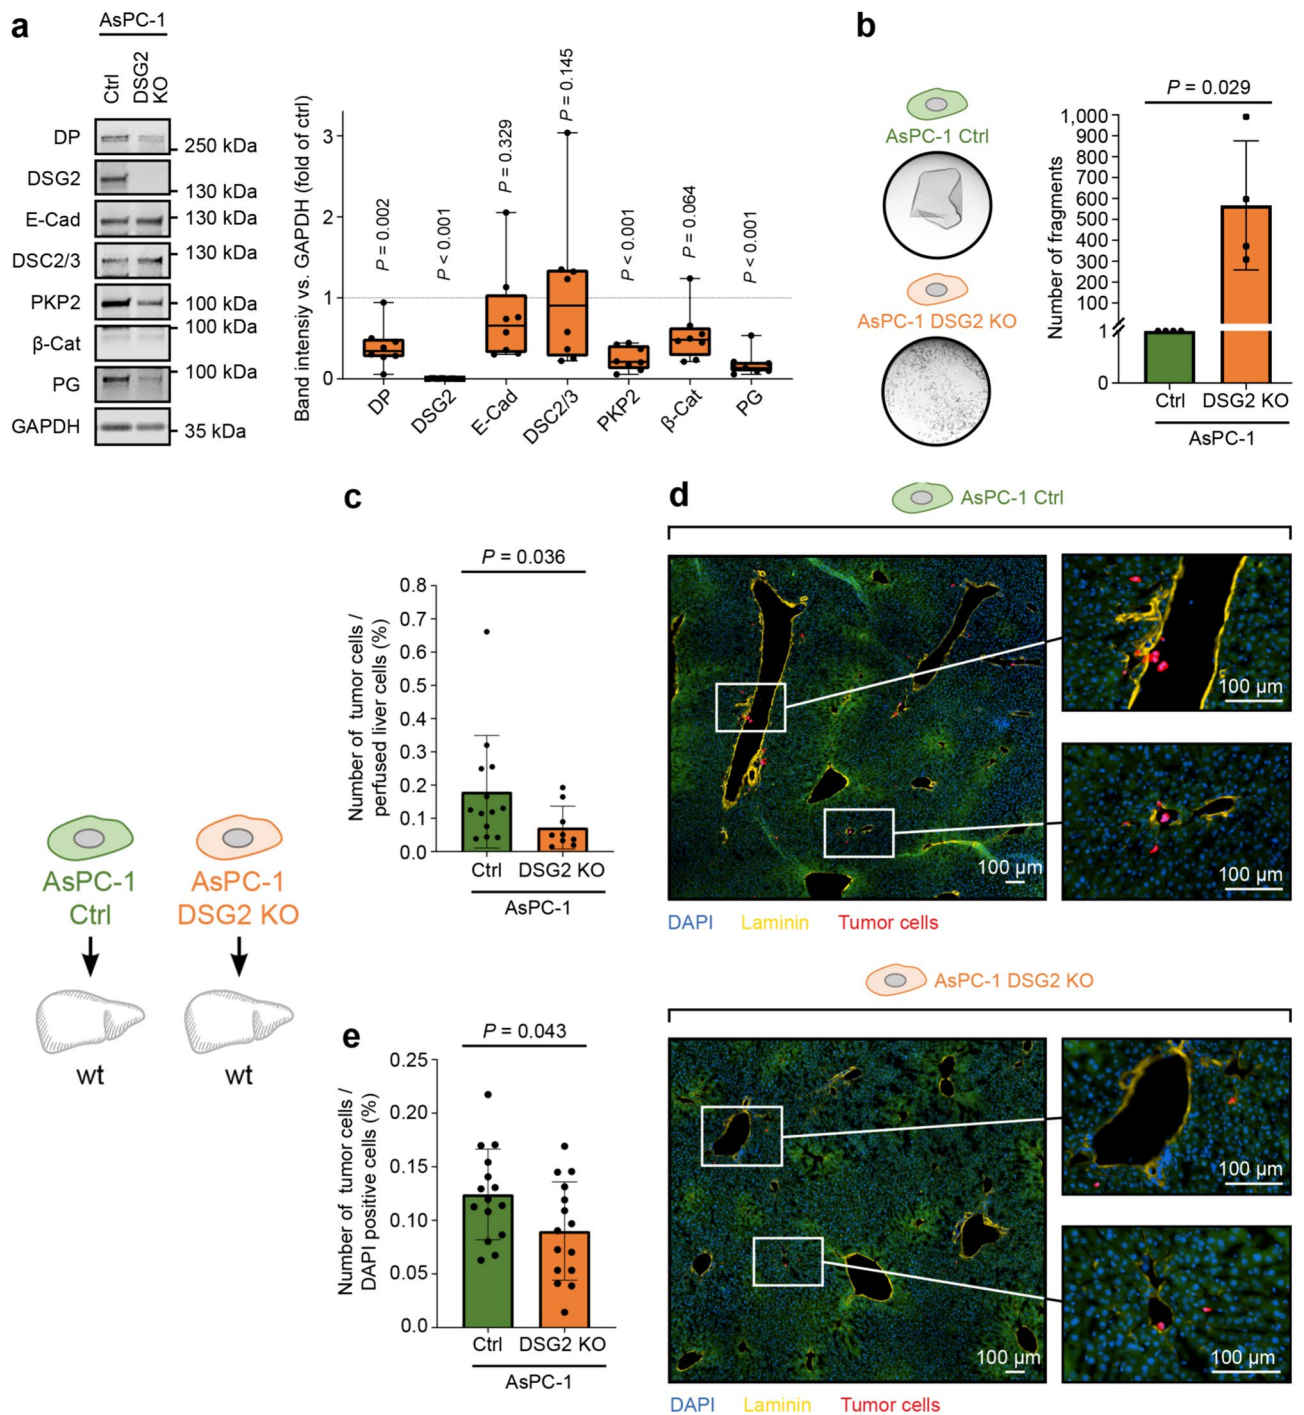 a
AsPC-1
Ctrl
DSG2
KO
DP
250 kDa
DSG2
130 kDa
E-Cad
130 kDa
DSC2/3
130 kDa
PKP2
100 kDa
β-Cat
100 kDa
PG
100 kDa
GAPDH
35 kDa
Band intensiy vs. GAPDH (fold of ctrl)
3
2
1
0
P = 0.002
P < 0.001
P = 0.329
P = 0.145
P < 0.001
P = 0.064
P < 0.001
DP
DSG2
E-Cad
DSC2/3
PKP2
β-Cat
PG
b
AsPC-1 Ctrl
AsPC-1 DSG2 KO
P = 0.029
Number of fragments
1,000
900
800
700
600
500
400
300
200
100
1
0
Ctrl
DSG2 KO
AsPC-1
AsPC-1
Ctrl
wt
AsPC-1
DSG2 KO
wt
c
P = 0.036
Number of tumor cells /
perfused liver cells (%)
0.8
0.7
0.6
0.5
0.4
0.3
0.2
0.1
0.0
Ctrl
DSG2 KO
AsPC-1
d
AsPC-1 Ctrl
100 µm
100 µm
100 µm
DAPI
Laminin
Tumor cells
AsPC-1 DSG2 KO
100 µm
100 µm
100 µm
DAPI
Laminin
Tumor cells
e
P = 0.043
Number of tumor cells /
DAPI positive cells (%)
0.25
0.20
0.15
0.10
0.05
0.0
Ctrl
DSG2 KO
AsPC-1